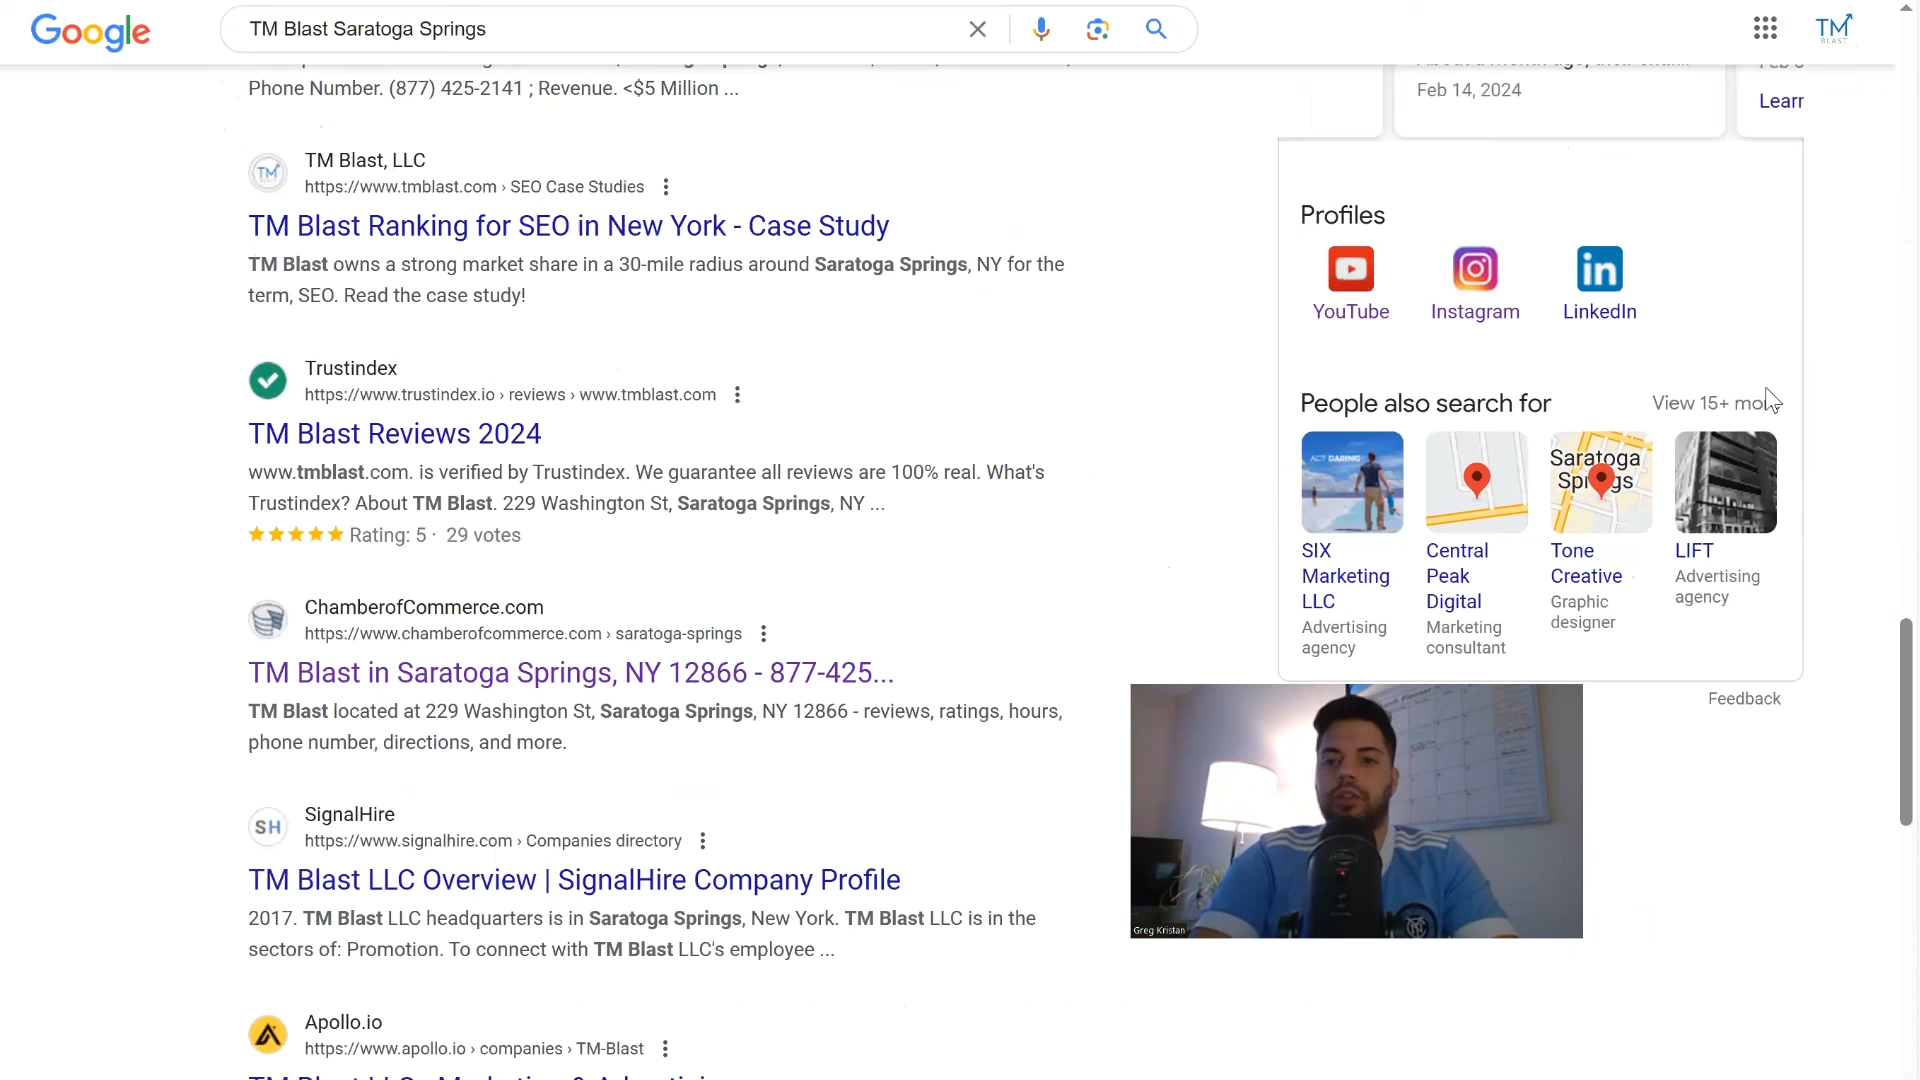 Google
TM Blast Saratoga Springs
TM
BLAST
Phone Number. (877) 425-2141 ; Revenue. <$5 Million ...
Feb 14, 2024
Learr
TM Blast, LLC
https://www.tmblast.com › SEO Case Studies
TM Blast Ranking for SEO in New York - Case Study
TM Blast owns a strong market share in a 30-mile radius around Saratoga Springs, NY for the
term, SEO. Read the case study!
Trustindex
https://www.trustindex.io › reviews › www.tmblast.com
TM Blast Reviews 2024
www.tmblast.com. is verified by Trustindex. We guarantee all reviews are 100% real. What's
Trustindex? About TM Blast. 229 Washington St, Saratoga Springs, NY ...
Rating: 5 · 29 votes
ChamberofCommerce.com
https://www.chamberofcommerce.com › saratoga-springs
TM Blast in Saratoga Springs, NY 12866 - 877-425...
TM Blast located at 229 Washington St, Saratoga Springs, NY 12866 - reviews, ratings, hours,
phone number, directions, and more.
SH
SignalHire
https://www.signalhire.com › Companies directory
TM Blast LLC Overview | SignalHire Company Profile
2017. TM Blast LLC headquarters is in Saratoga Springs, New York. TM Blast LLC is in the
sectors of: Promotion. To connect with TM Blast LLC's employee ...
Apollo.io
https://www.apollo.io › companies › TM-Blast
Profiles
YouTube
Instagram
LinkedIn
People also search for
View 15+ mo
ACT DARING
Saratoga
Springs
SIX
Marketing
LLC
Advertising
agency
Central
Peak
Digital
Marketing
consultant
Tone
Creative
Graphic
designer
LIFT
Advertising
agency
Feedback
Greg Kristan